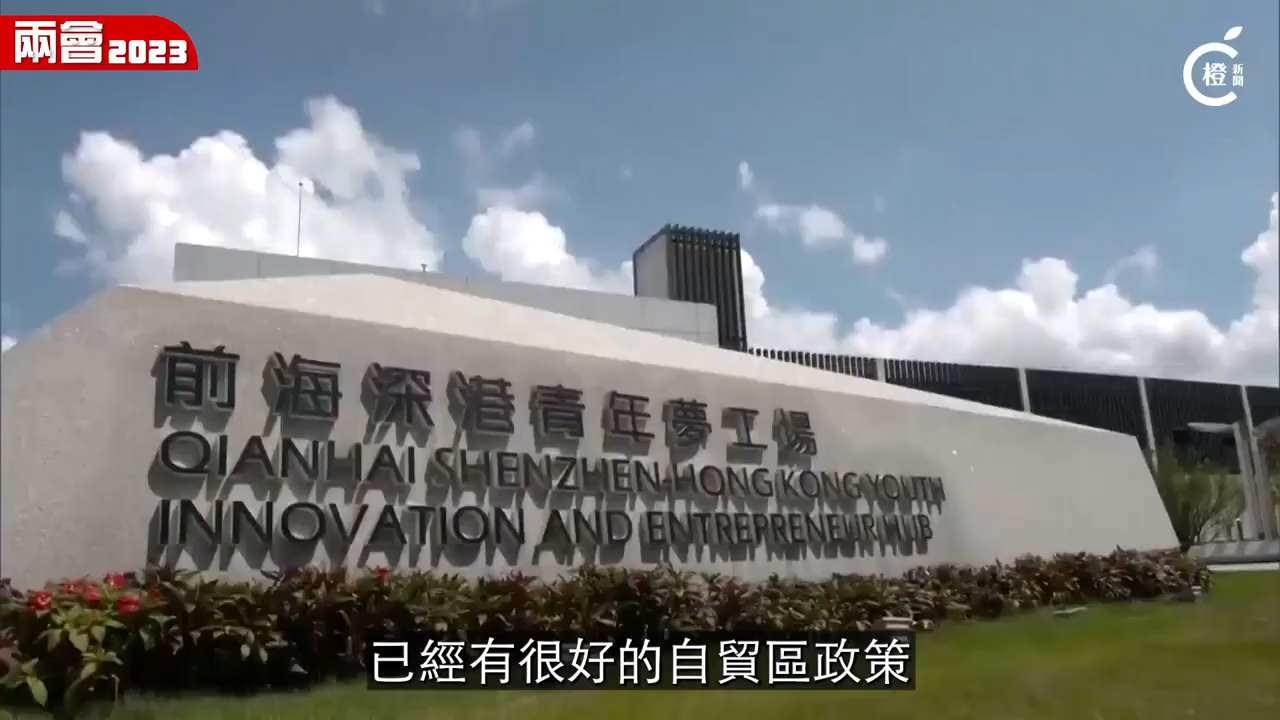 兩會2023
橙新聞
前海深港青年夢工場
QIANHAI SHENZHEN-HONG KONG YOUTH
INNOVATION AND ENTREPRENEUR HUB
已經有很好的自貿區政策